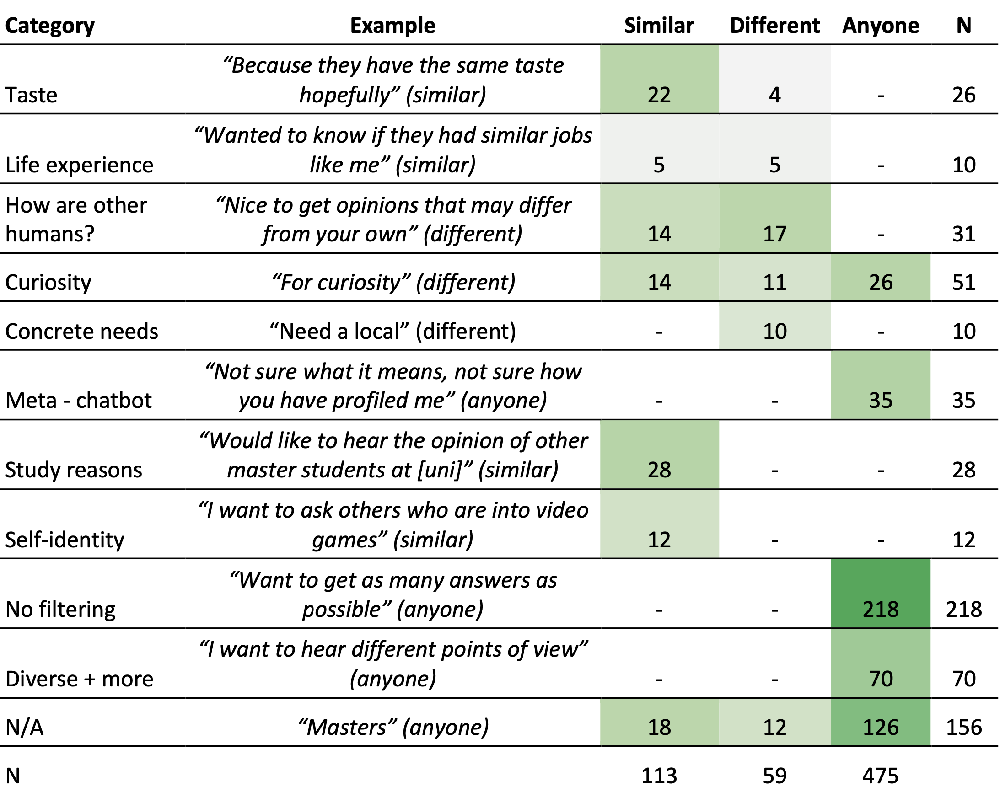 Category Example Similar Different Anyone N
“Because they have the same taste
Taste hopefully” (similar) 22 4 - 26
“Wanted to know if they had similar jobs
Life experience like me” (similar) 5 5 - 10
How are other “Nice to get opinions that may differ
humans? from your own” (different) 14 17 - 31
Curiosity “For curiosity” (different) 14 11 26 51
Concrete needs “Need a local” (different) - 10 - 10
“Not sure what it means, not sure how
Meta - chatbot you have profiled me” (anyone) - - 35 35
“Would like to hear the opinion of other
Study reasons master students at [uni]” (similar) 28 - - 28
“I want to ask others who are into video
Self-identity games” (similar) 12 - - 12
“Want to get as many answers as
No filtering possible” (anyone) - - 218 218
“I want to hear different points of view”
Diverse + more (anyone) - - 70 70
N/A “Masters” (anyone) 18 12 126 156
N 113 59 475